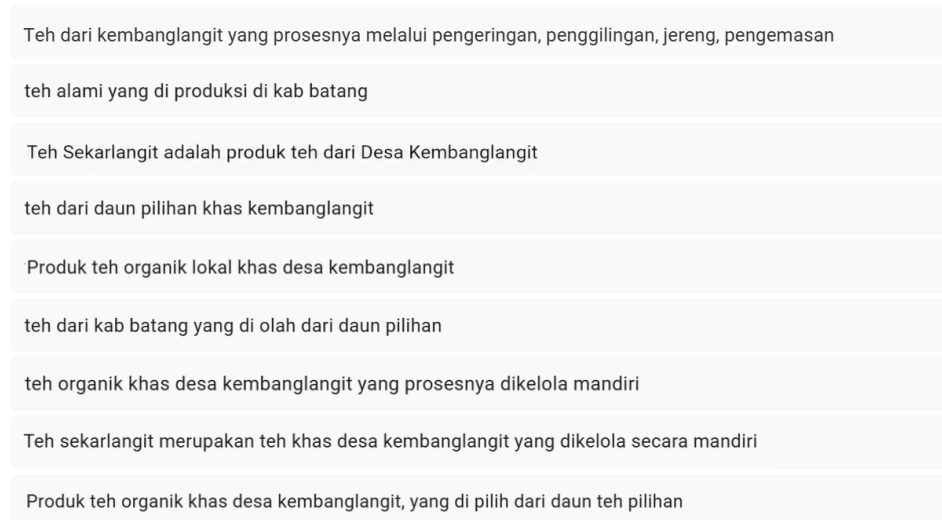 Teh dari kembanglangit yang prosesnya melalui pengeringan, penggilingan, jereng, pengemasan
teh alami yang di produksi di kab batang
Teh Sekarlangit adalah produk teh dari Desa Kembanglangit
teh dari daun pilihan khas kembanglangit
Produk teh organik lokal khas desa kembanglangit
teh dari kab batang yang di olah dari daun pilihan
teh organik khas desa kembanglangit yang prosesnya dikelola mandiri
Teh sekarlangit merupakan teh khas desa kembanglangit yang dikelola secara mandiri
Produk teh organik khas desa kembanglangit, yang di pilih dari daun teh pilihan